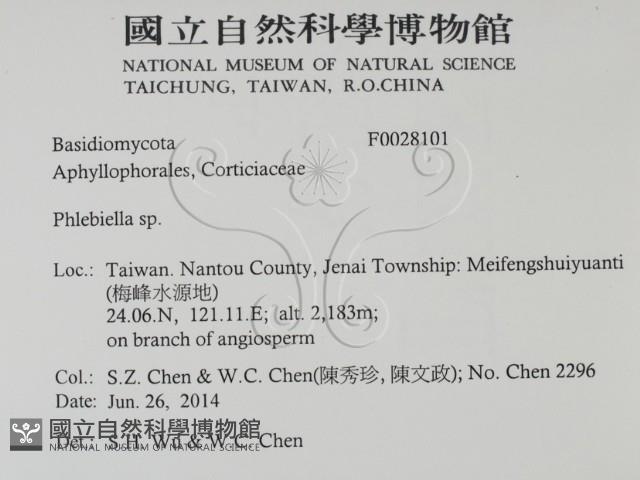 國立自然科學博物館
NATIONAL MUSEUM OF NATURAL SCIENCE
TAICHUNG, TAIWAN, R.O.CHINA
Basidiomycota F0028101
Aphyllophorales, Corticiaceae
Phlebiella sp.
Loc.: Taiwan. Nantou County, Jenai Township: Meifengshuiyuanti
(梅峰水源地)
24.06.N, 121.11.E; alt. 2,183m;
on branch of angiosperm
Col.: S.Z. Chen & W.C. Chen(陳秀珍, 陳文政); No. Chen 2296
Date: Jun. 26, 2014
國立自然科學博物館
NATIONAL MUSEUM OF NATURAL SCIENCE
Det.: S.H. Wu & W.C. Chen